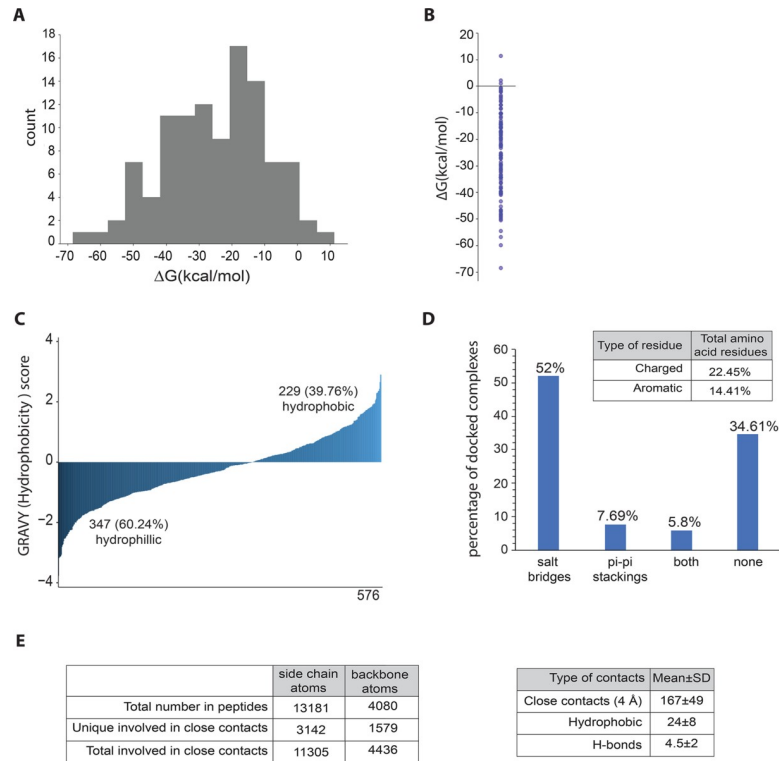 A
18
16
14
12
10
8
6
4
2
0
count
-70 -60 -50 -40 -30 -20 -10 0 10
ΔG(kcal/mol)
B
20
10
0
-10
-20
-30
-40
-50
-60
-70
ΔG(kcal/mol)
C
4
2
0
−2
−4
GRAVY (Hydrophobicity ) score
229 (39.76%)
hydrophobic
347 (60.24%)
hydrophillic
576
D
60
50
40
30
20
10
0
percentage of docked complexes
52%
7.69%
5.8%
34.61%
salt
bridges
pi-pi
stackings
both
none
Type of residue Total amino
acid residues
Charged 22.45%
Aromatic 14.41%
E
side chain
atoms
backbone
atoms
Total number in peptides 13181 4080
Unique involved in close contacts 3142 1579
Total involved in close contacts 11305 4436
Type of contacts Mean±SD
Close contacts (4 Å) 167±49
Hydrophobic 24±8
H-bonds 4.5±2